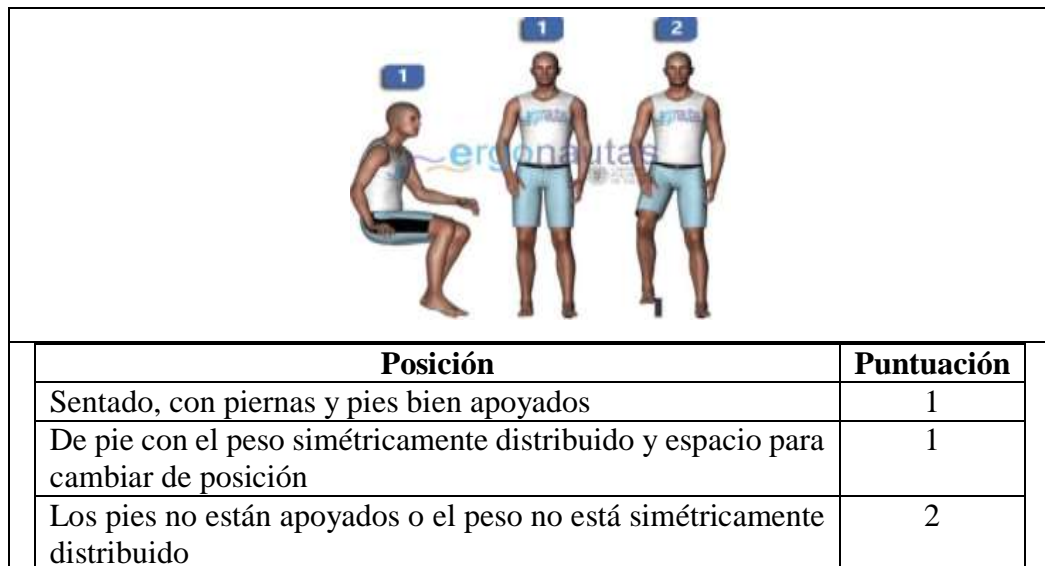 1 2
1
ergonautas
Posición Puntuación
Sentado, con piernas y pies bien apoyados 1
De pie con el peso simétricamente distribuido y espacio para 1
cambiar de posición
Los pies no están apoyados o el peso no está simétricamente 2
distribuido